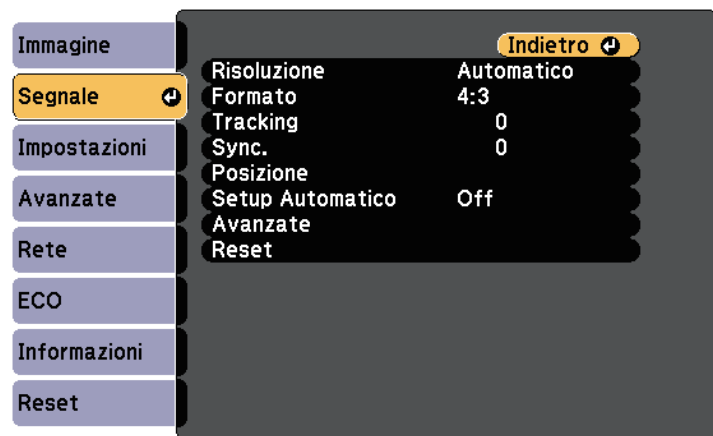 Immagine
Segnale
Impostazioni
Avanzate
Rete
ECO
Informazioni
Reset
Indietro
Risoluzione Automatico
Formato 4:3
Tracking 0
Sync. 0
Posizione
Setup Automatico Off
Avanzate
Reset